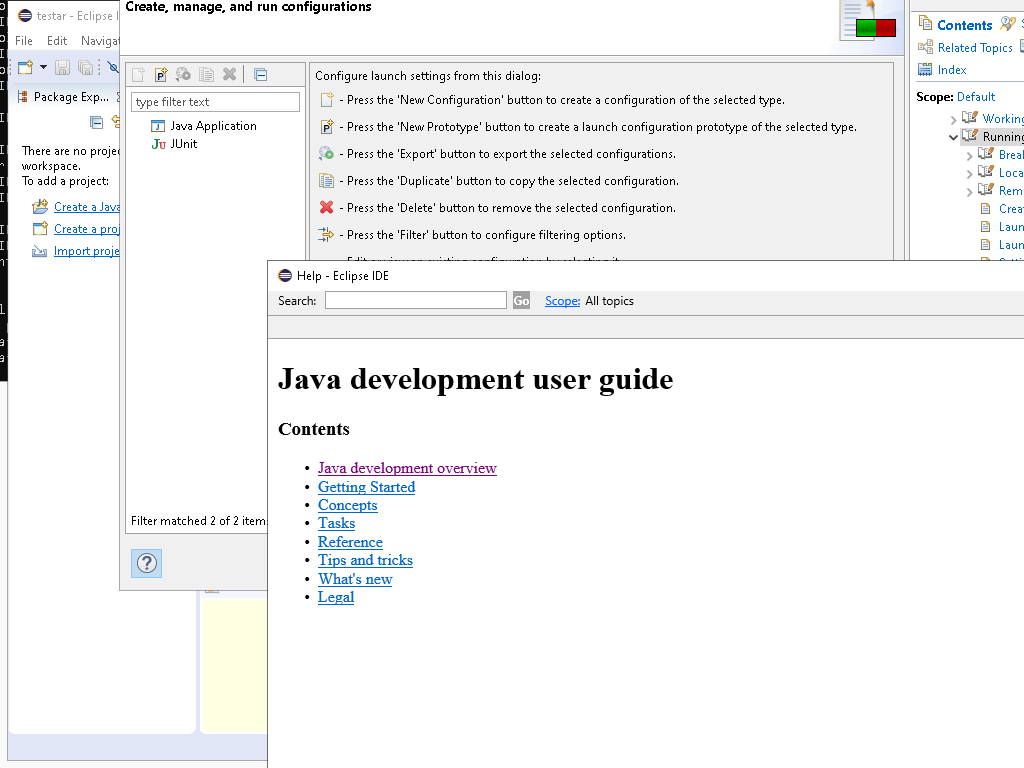 Create, manage, and run configurations
testar - Eclipse I
File Edit Navigat
Package Exp...
There are no projec
workspace.
To add a project:
Create a Java
Create a proj
Import proje
type filter text
Java Application
Ju JUnit
Filter matched 2 of 2 item
Configure launch settings from this dialog:
- Press the 'New Configuration' button to create a configuration of the selected type.
- Press the 'New Prototype' button to create a launch configuration prototype of the selected type.
- Press the 'Export' button to export the selected configurations.
- Press the 'Duplicate' button to copy the selected configuration.
- Press the 'Delete' button to remove the selected configuration.
- Press the 'Filter' button to configure filtering options.
Contents
Related Topics
Index
Scope: Default
Working
Running
Break
Loca
Rem
Creat
Laun
Laun
Help - Eclipse IDE
Search: Go Scope: All topics
Java development user guide
Contents
• Java development overview
• Getting Started
• Concepts
• Tasks
• Reference
• Tips and tricks
• What's new
• Legal